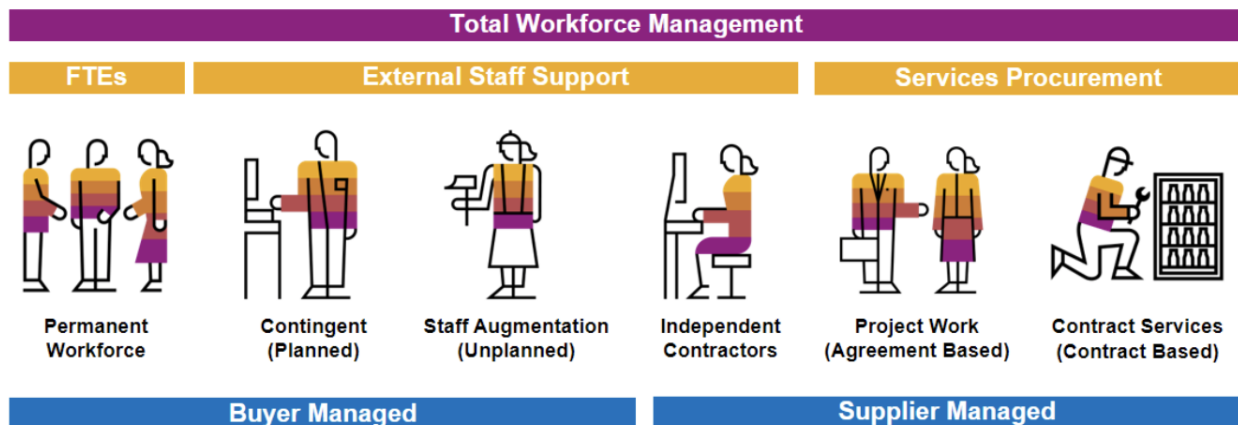 Total Workforce Management
FTEs
External Staff Support
Services Procurement
Permanent
Workforce
Contingent
(Planned)
Staff Augmentation
(Unplanned)
Independent
Contractors
Project Work
(Agreement Based)
Contract Services
(Contract Based)
Buyer Managed
Supplier Managed